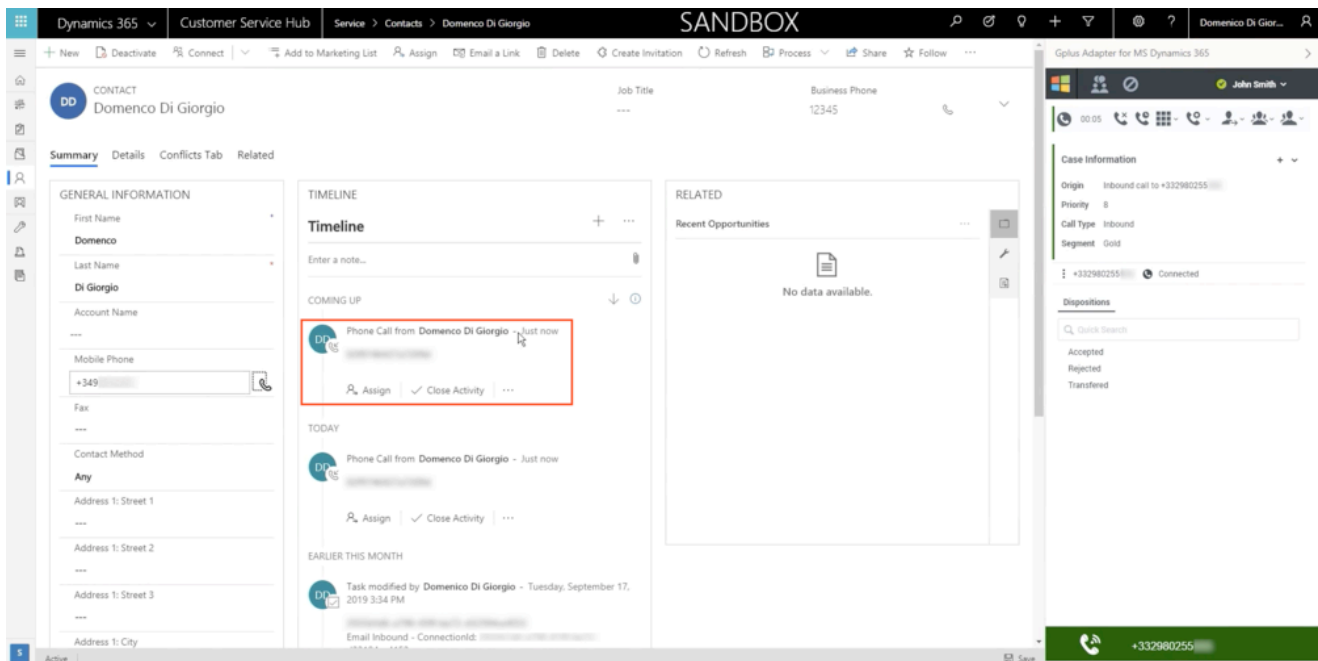 Dynamics 365
Customer Service Hub
Service > Contacts > Domenco Di Giorgio
SANDBOX
Domenico Di Gior...
New
Deactivate
Connect
Add to Marketing List
Assign
Email a Link
Delete
Create Invitation
Refresh
Process
Share
Follow
Gplus Adapter for MS Dynamics 365
DD
CONTACT
Domenco Di Giorgio
Job Title
---
Business Phone
12345
Summary
Details
Conflicts Tab
Related
GENERAL INFORMATION
First Name *
Domenco
Last Name *
Di Giorgio
Account Name
---
Mobile Phone
+349
Fax
---
Contact Method
Any
Address 1: Street 1
---
Address 1: Street 2
---
Address 1: Street 3
---
Address 1: City
TIMELINE
Timeline
Enter a note...
COMING UP
DD
Phone Call from Domenco Di Giorgio - Just now
Assign
Close Activity
TODAY
DD
Phone Call from Domenco Di Giorgio - Just now
Assign
Close Activity
EARLIER THIS MONTH
DD
Task modified by Domenico Di Giorgio - Tuesday, September 17,
2019 3:34 PM
Email Inbound - ConnectionId:
RELATED
Recent Opportunities
No data available.
John Smith
00:05
Case Information
Origin Inbound call to +332980255
Priority 8
Call Type Inbound
Segment Gold
+332980255 Connected
Dispositions
Quick Search
Accepted
Rejected
Transfered
+332980255
S
Active
Save